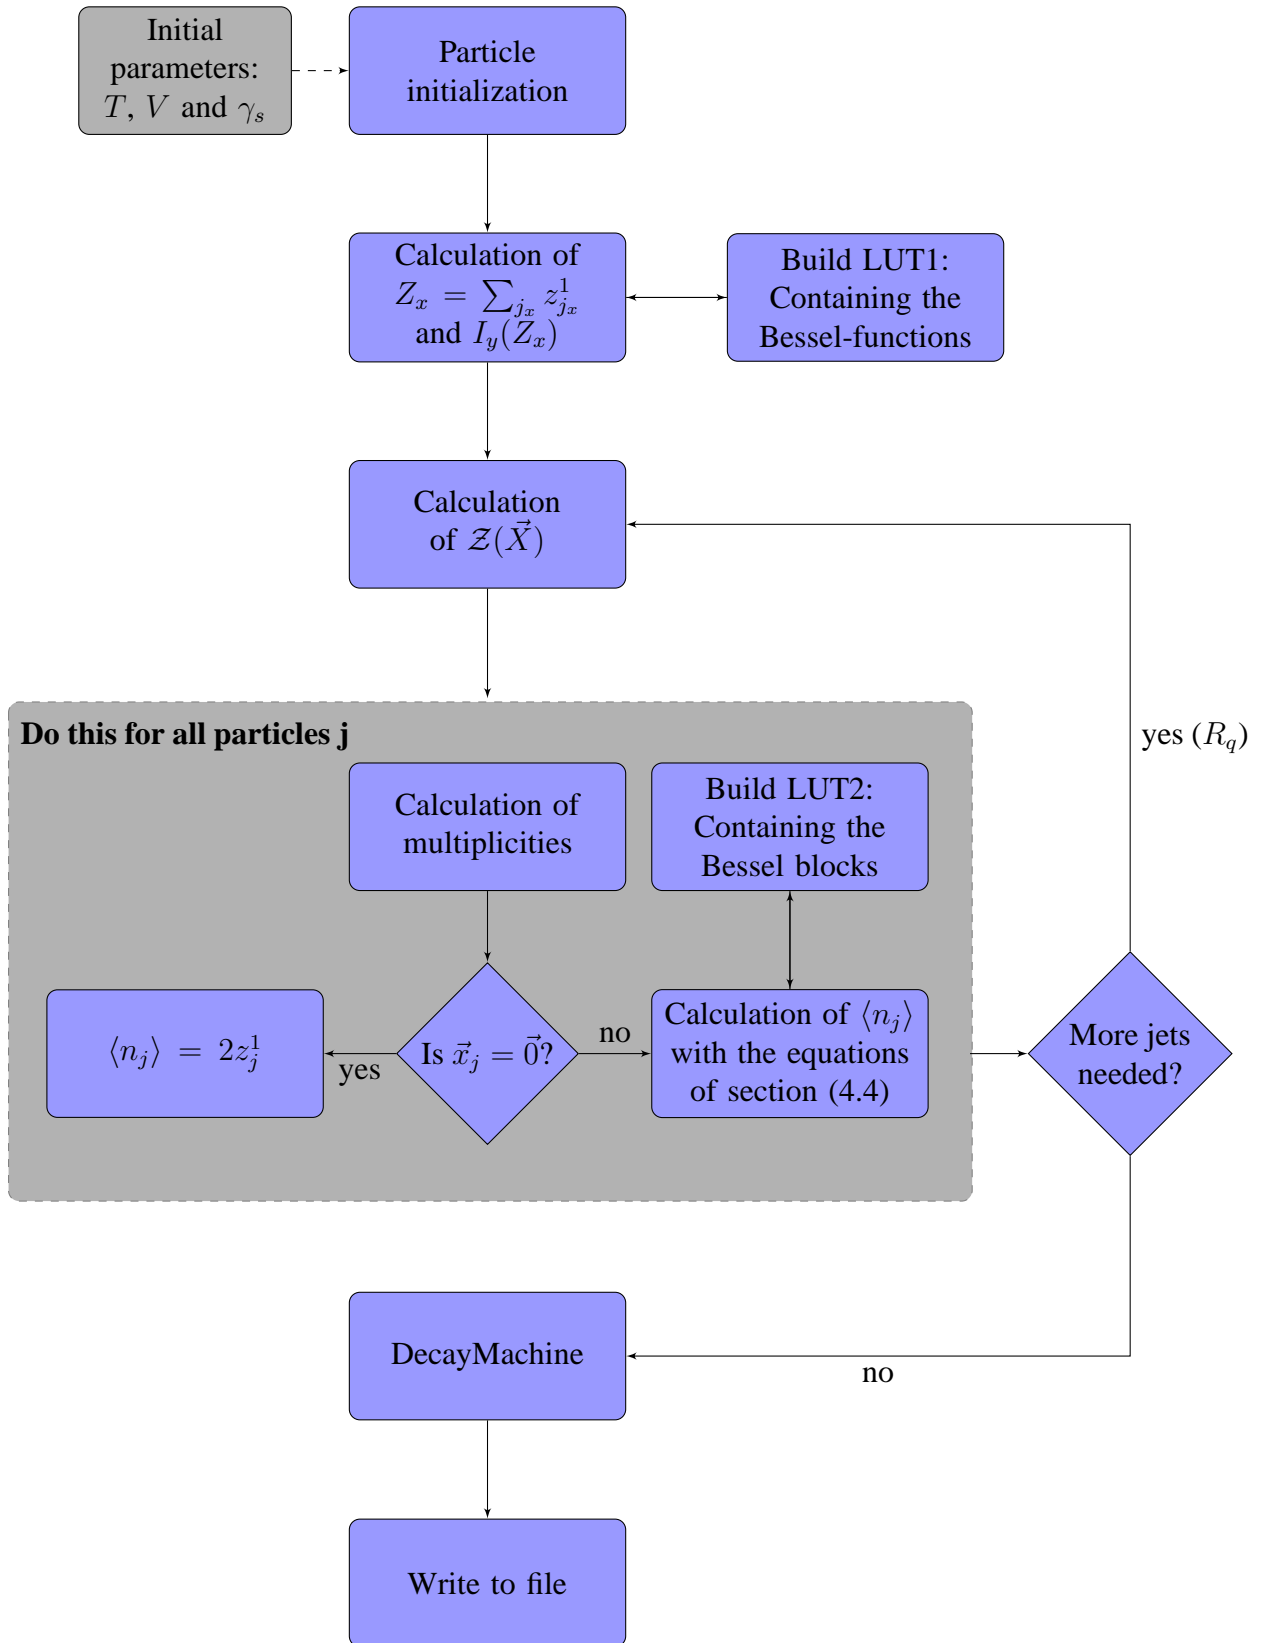 Initial
parameters:
T, V and γ_s
Particle
initialization
Calculation of
Z_x = ∑_{j_x} z^1_{j_x}
and I_y(Z_x)
Build LUT1:
Containing the
Bessel-functions
Calculation
of 𝒵(X⃗)
yes (R_q)
Do this for all particles j
Calculation of
multiplicities
Build LUT2:
Containing the
Bessel blocks
⟨n_j⟩ = 2z^1_j
yes
Is x⃗_j = 0⃗?
no
Calculation of ⟨n_j⟩
with the equations
of section (4.4)
More jets
needed?
DecayMachine
no
Write to file